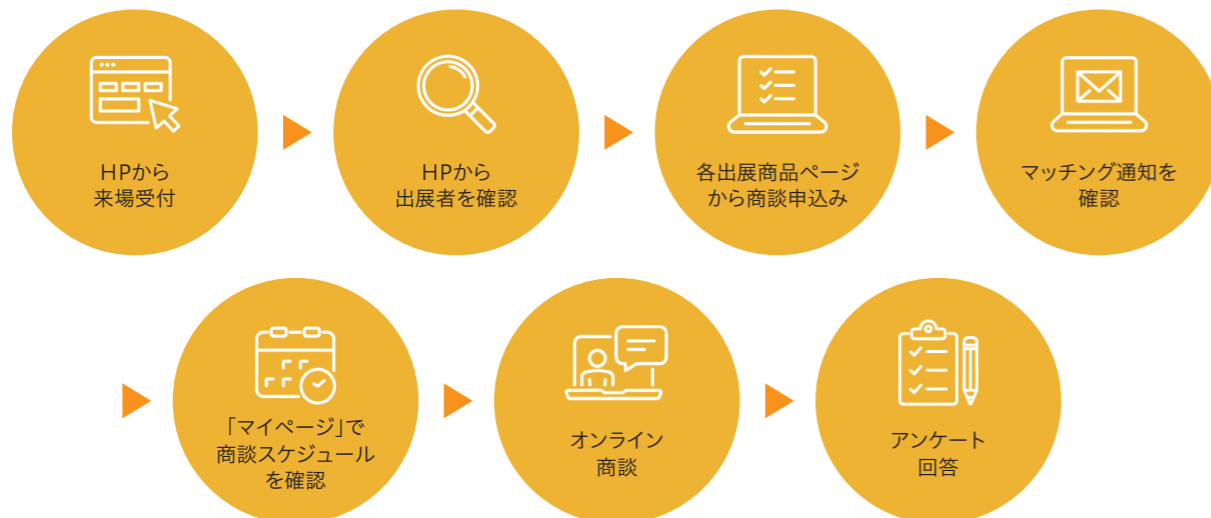 HPから
来場受付
HPから
出展者を確認
各出展商品ページ
から商談申込み
マッチング通知を
確認
「マイページ」で
商談スケジュール
を確認
オンライン
商談
アンケート
回答